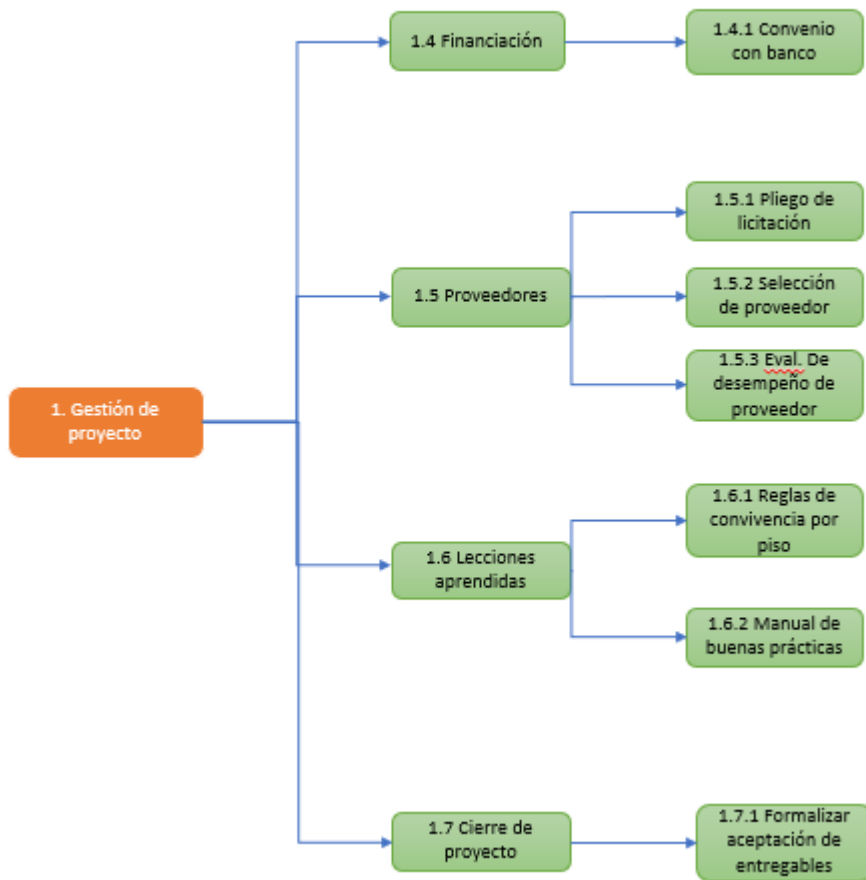 1. Gestión de
proyecto
1.4 Financiación
1.4.1 Convenio
con banco
1.5 Proveedores
1.5.1 Pliego de
licitación
1.5.2 Selección
de proveedor
1.5.3 Eval. De
desempeño de
proveedor
1.6 Lecciones
aprendidas
1.6.1 Reglas de
convivencia por
piso
1.6.2 Manual de
buenas prácticas
1.7 Cierre de
proyecto
1.7.1 Formalizar
aceptación de
entregables